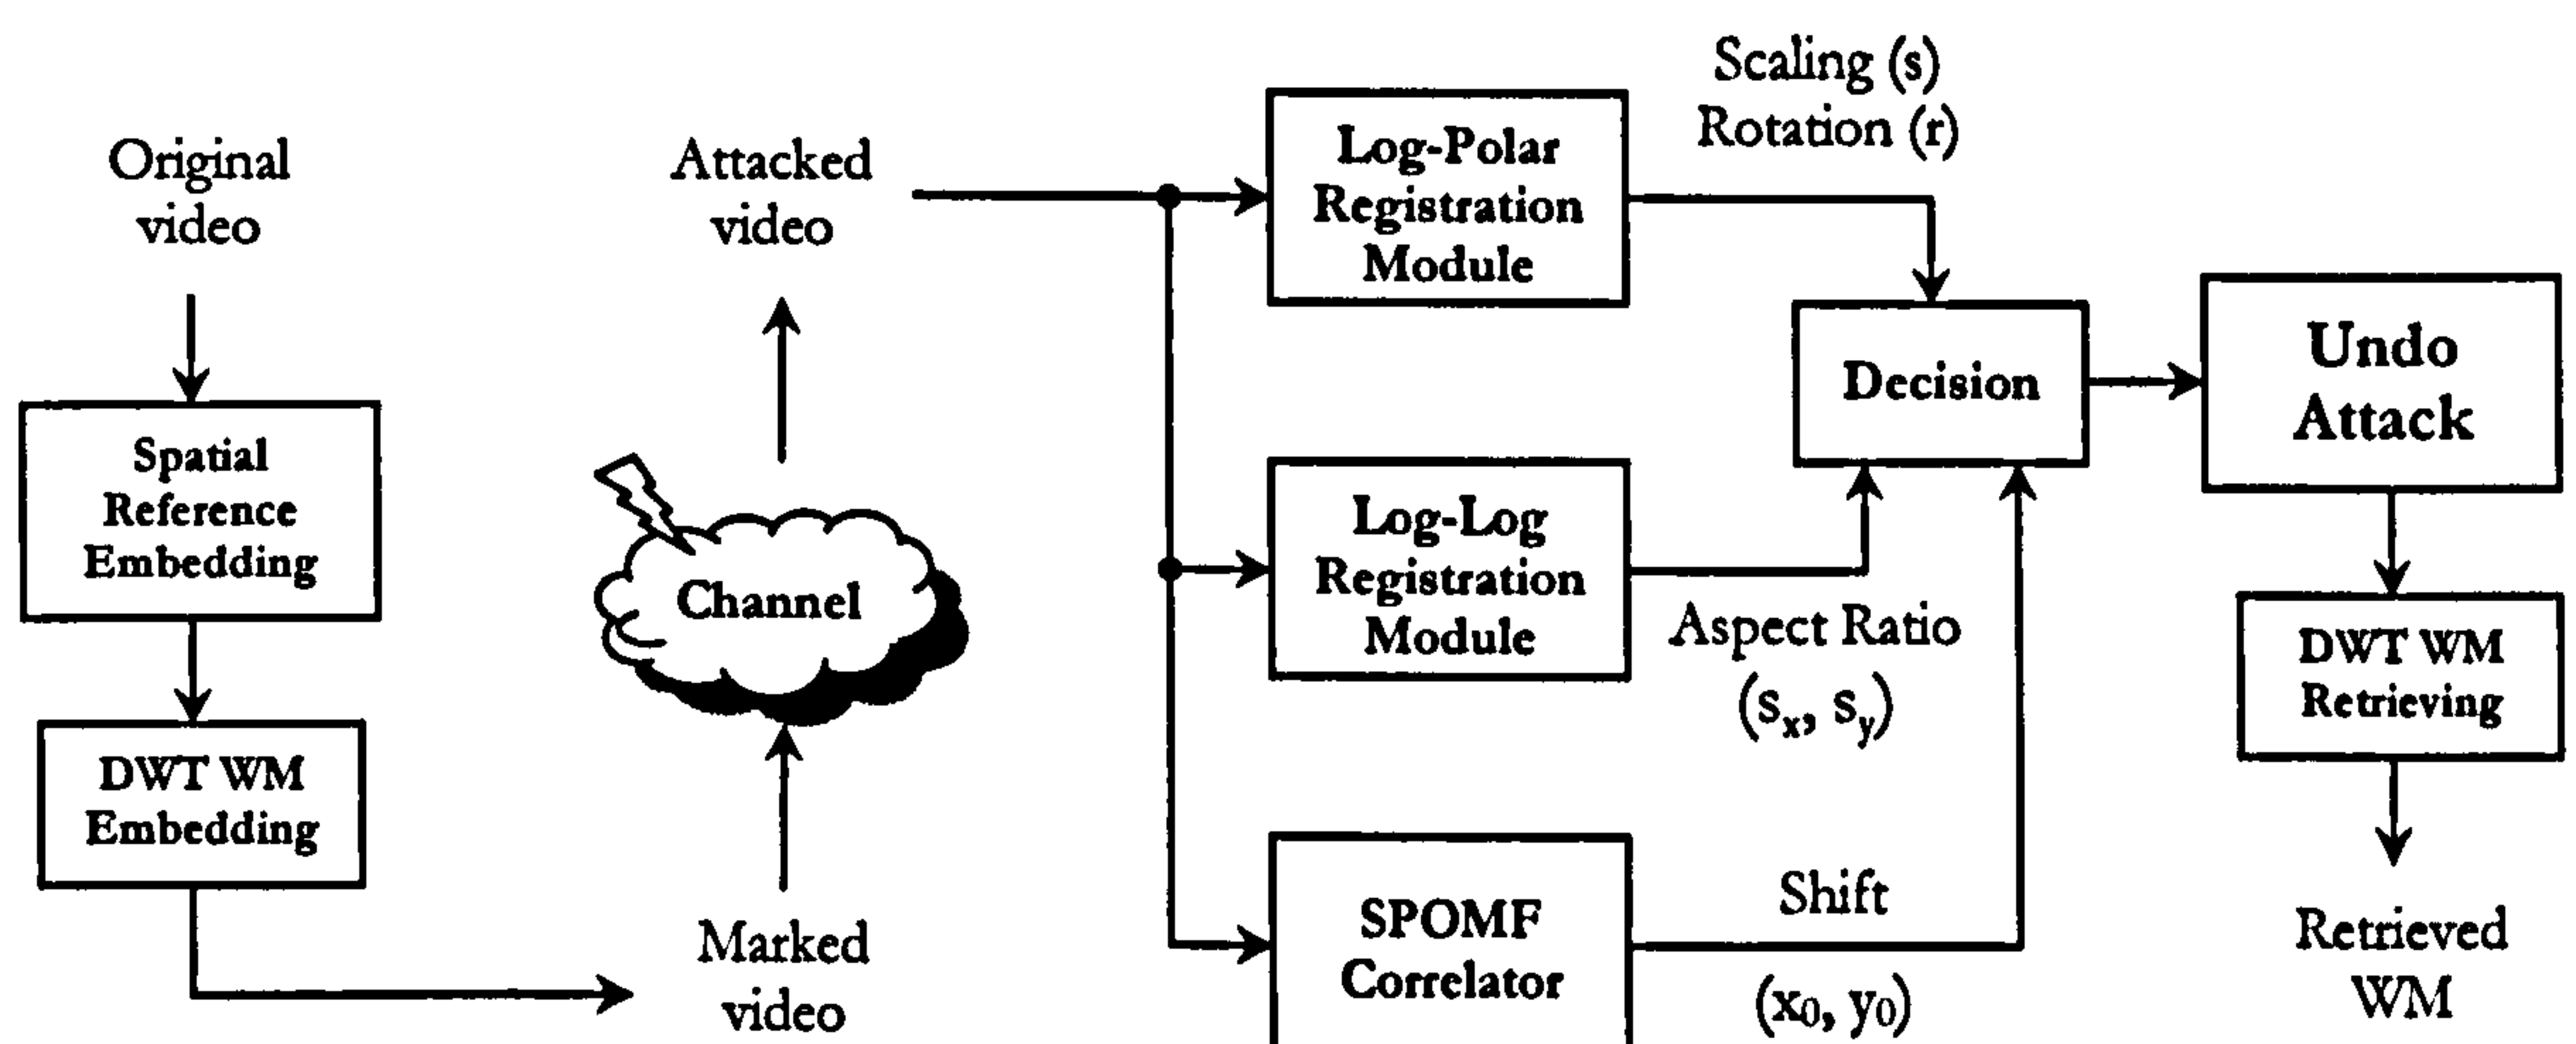 Original
video
Spatial
Reference
Embedding
DWT WM
Embedding
Attacked
video
Channel
Marked
video
Log-Polar
Registration
Module
Scaling (s)
Rotation (r)
Log-Log
Registration
Module
Aspect Ratio
(sx, sy)
SPOMF
Correlator
Shift
(x0, y0)
Decision
Undo
Attack
DWT WM
Retrieving
Retrieved
WM